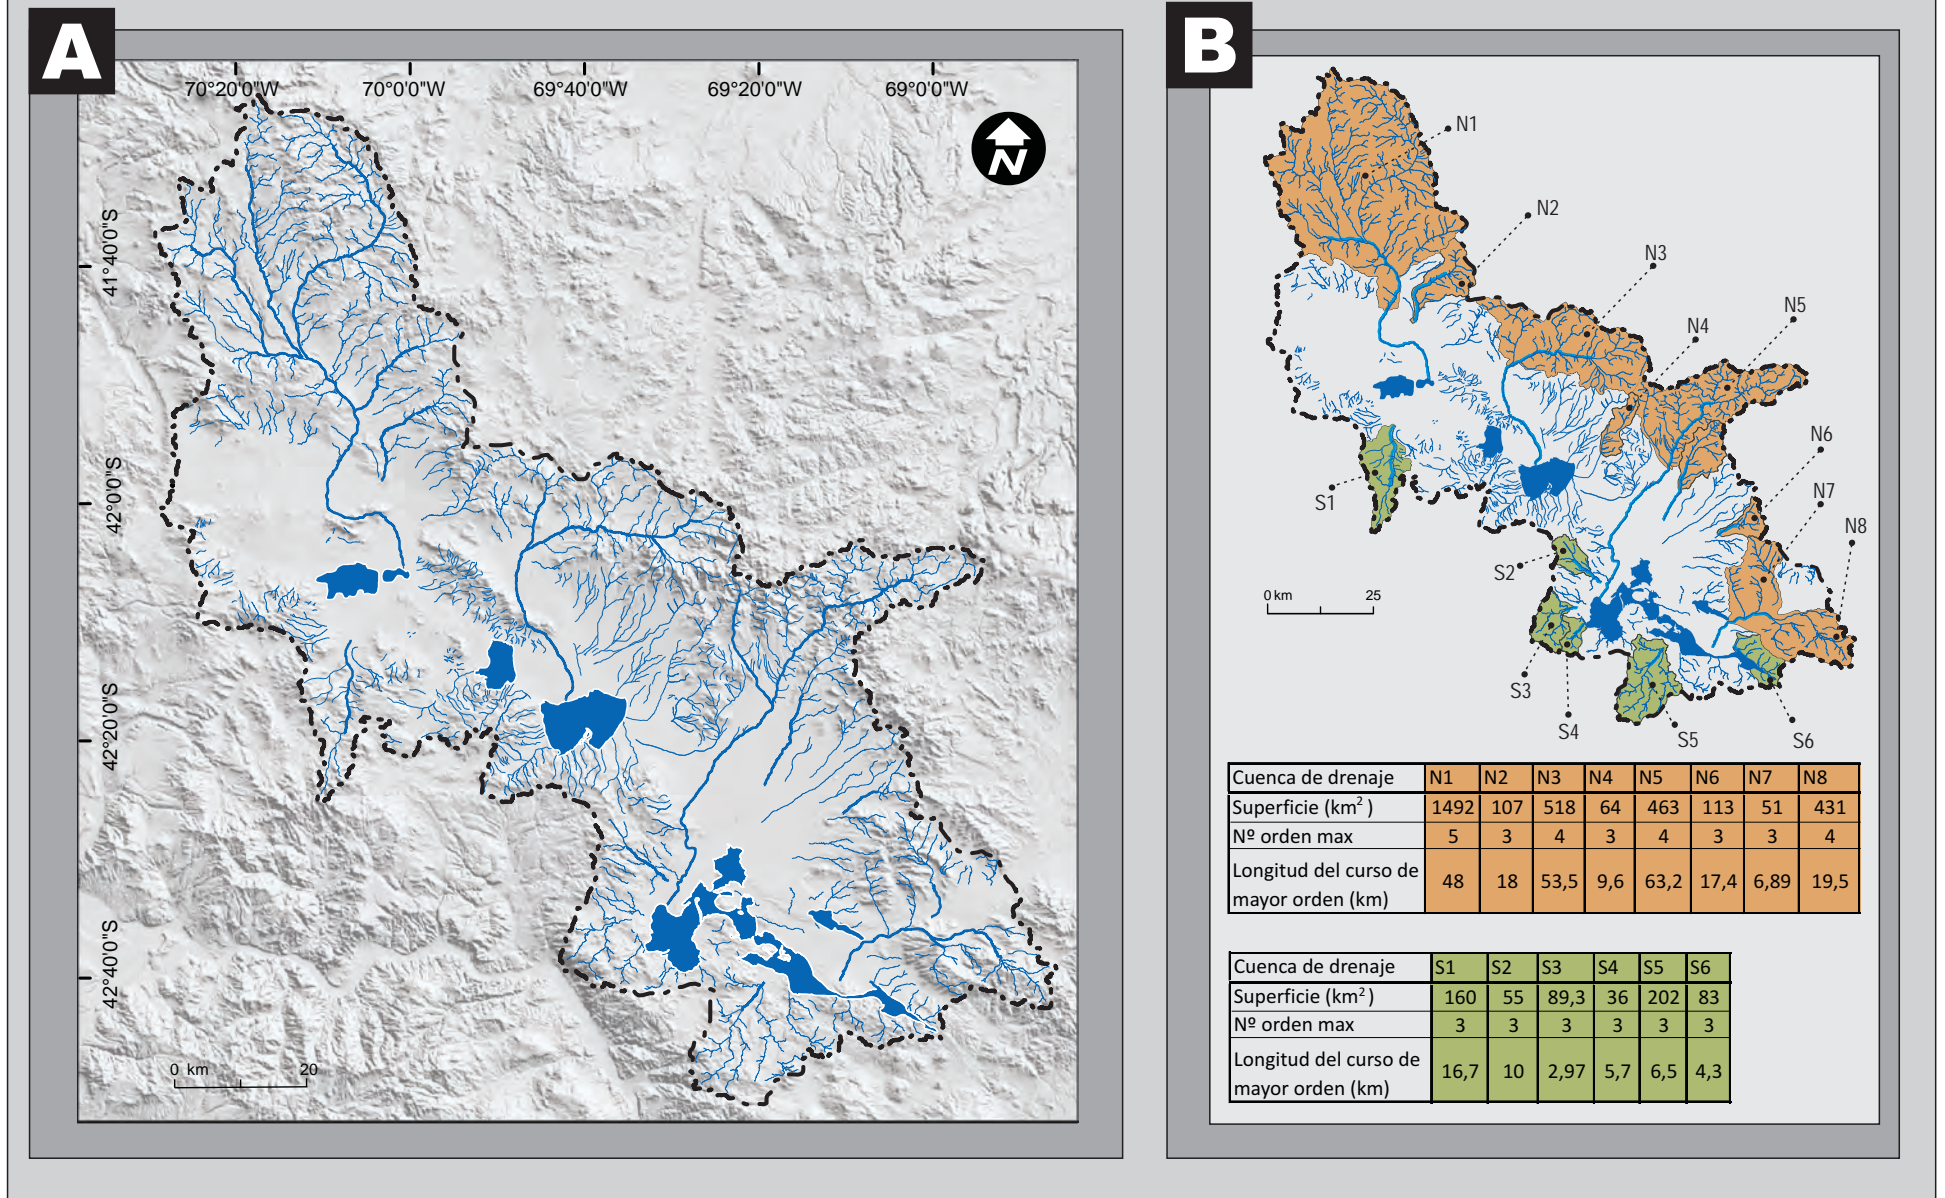 A
70°20'0"W 70°00'0"W 69°40'0"W 69°20'0"W 69°0'0"W
N
41°40'0"S
42°0'0"S
42°20'0"S
42°40'0"S
0 km 20
B
N1
N2
N3
N5
N4
N6
N7
N8
S1
S2
S3
S4
S5
S6
0 km 25
Cuenca de drenaje N1 N2 N3 N4 N5 N6 N7 N8
Superficie (km²) 1492 107 518 64 463 113 51 431
Nº orden max 5 3 4 3 4 3 3 4
Longitud del curso de
mayor orden (km) 48 18 53,5 9,6 63,2 17,4 6,89 19,5
Cuenca de drenaje S1 S2 S3 S4 S5 S6
Superficie (km²) 160 55 89,3 36 202 83
Nº orden max 3 3 3 3 3 3
Longitud del curso de
mayor orden (km) 16,7 10 2,97 5,7 6,5 4,3